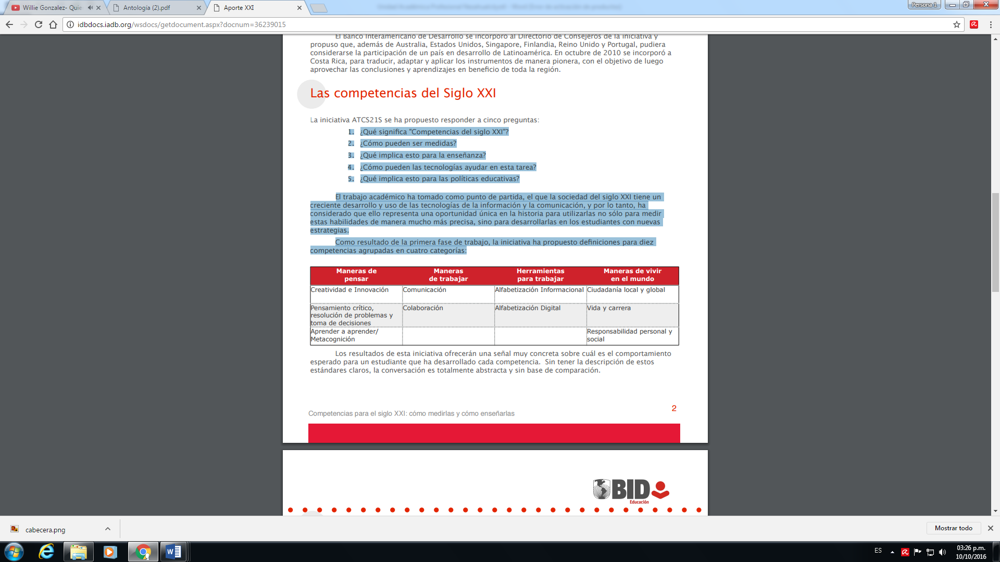 Willie Gonzalez- Quie
Antología (2).pdf
Aporte XXI
Persona 1
idbdocs.iadb.org/wsdocs/getdocument.aspx?docnum=36239015
El Banco Interamericano de Desarrollo se incorporó al Directorio de Consejeros de la iniciativa y
propuso que, además de Australia, Estados Unidos, Singapore, Finlandia, Reino Unido y Portugal, pudiera
considerarse la participación de un país en desarrollo de Latinoamérica. En octubre de 2010 se incorporó a
Costa Rica, para traducir, adaptar y aplicar los instrumentos de manera pionera, con el objetivo de luego
aprovechar las conclusiones y aprendizajes en beneficio de toda la región.
Las competencias del Siglo XXI
La iniciativa ATCS21S se ha propuesto responder a cinco preguntas:
1. ¿Qué significa "Competencias del siglo XXI"?
2. ¿Cómo pueden ser medidas?
3. ¿Qué implica esto para la enseñanza?
4. ¿Cómo pueden las tecnologías ayudar en esta tarea?
5. ¿Qué implica esto para las políticas educativas?
El trabajo académico ha tomado como punto de partida, el que la sociedad del siglo XXI tiene un
creciente desarrollo y uso de las tecnologías de la información y la comunicación, y por lo tanto, ha
considerado que ello representa una oportunidad única en la historia para utilizarlas no sólo para medir
estas habilidades de manera mucho más precisa, sino para desarrollarlas en los estudiantes con nuevas
estrategias.
Como resultado de la primera fase de trabajo, la iniciativa ha propuesto definiciones para diez
competencias agrupadas en cuatro categorías:
Maneras de pensar
Maneras de trabajar
Herramientas para trabajar
Maneras de vivir en el mundo
Creatividad e Innovación
Comunicación
Alfabetización Informacional
Ciudadanía local y global
Pensamiento crítico,
resolución de problemas y
toma de decisiones
Colaboración
Alfabetización Digital
Vida y carrera
Aprender a aprender/
Metacognición
Responsabilidad personal y
social
Los resultados de esta iniciativa ofrecerán una señal muy concreta sobre cuál es el comportamiento
esperado para un estudiante que ha desarrollado cada competencia. Sin tener la descripción de estos
estándares claros, la conversación es totalmente abstracta y sin base de comparación.
2
Competencias para el siglo XXI: cómo medirlas y cómo enseñarlas
BID
Educación
cabecera.png
Mostrar todo
ES
03:26 p.m.
10/10/2016